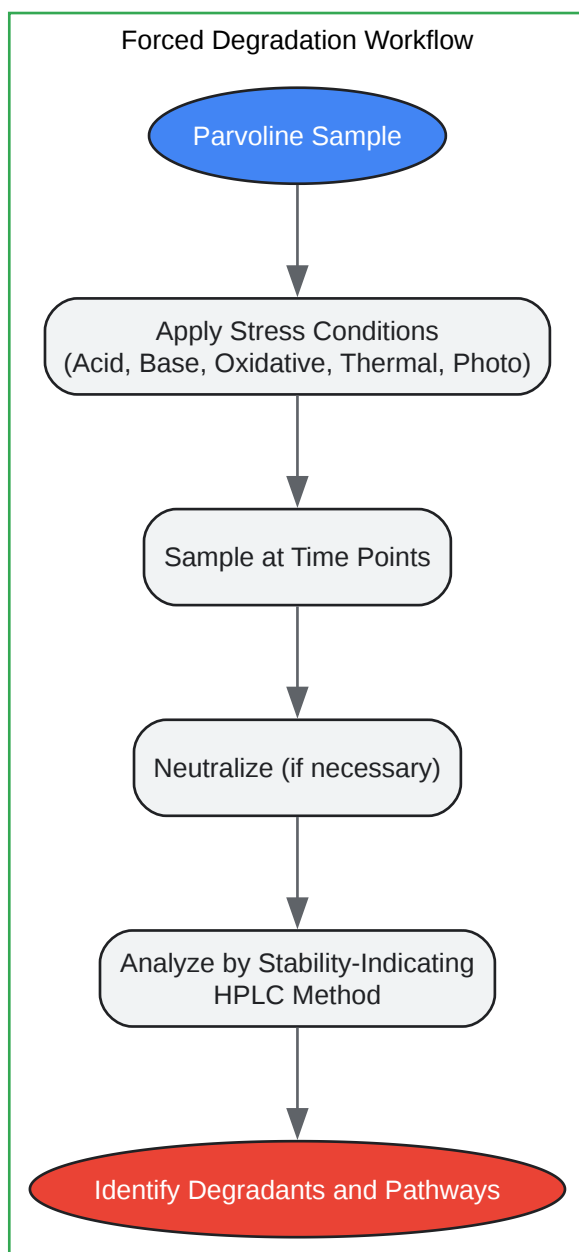 Forced Degradation Workflow
Parvoline Sample
Apply Stress Conditions
(Acid, Base, Oxidative, Thermal, Photo)
Sample at Time Points
Neutralize (if necessary)
Analyze by Stability-Indicating
HPLC Method
Identify Degradants and Pathways